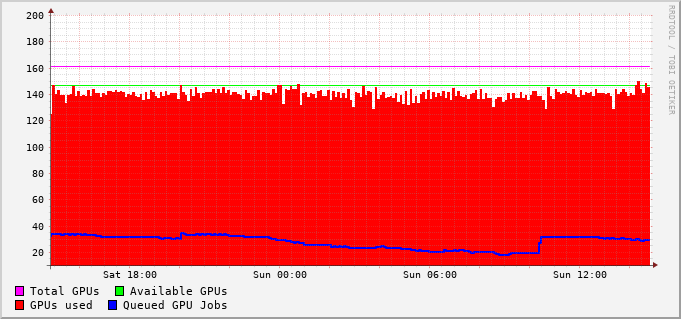 200
180
160
140
120
100
80
60
40
20
Sat 18:00 Sun 00:00 Sun 06:00 Sun 12:00
Total GPUs Available GPUs
GPUs used Queued GPU Jobs
RRDTOOL / TOBI OETIKER